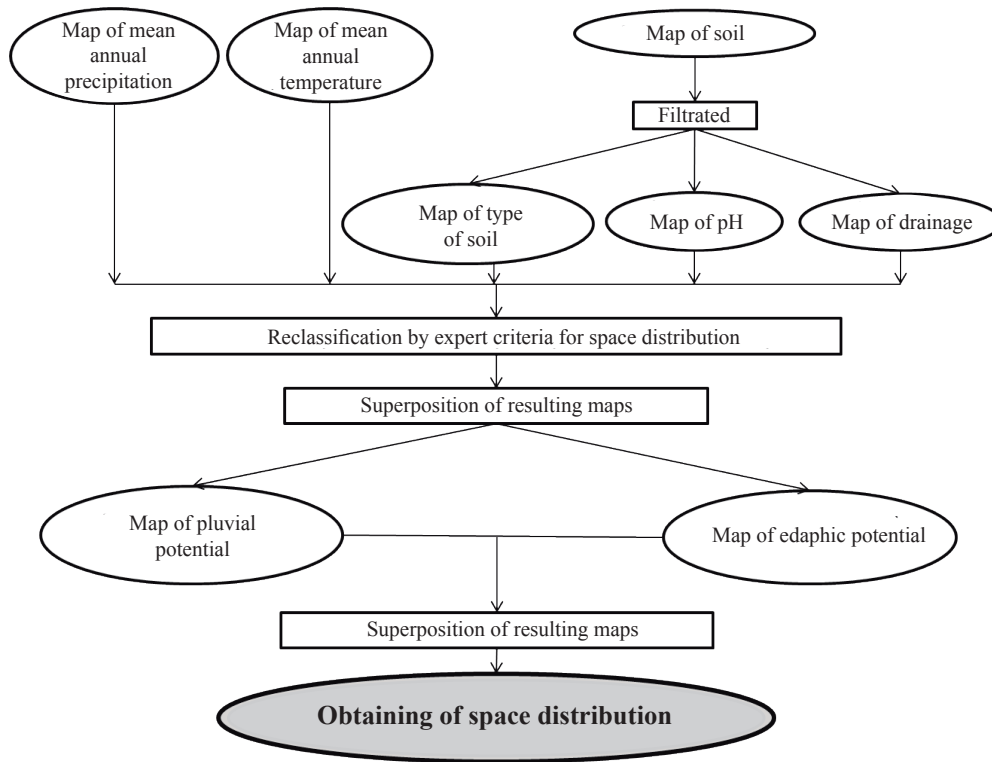 Map of mean
annual
precipitation
Map of mean
annual
temperature
Map of soil
Filtrated
Map of type
of soil
Map of pH
Map of drainage
Reclassification by expert criteria for space distribution
Superposition of resulting maps
Map of pluvial
potential
Map of edaphic potential
Superposition of resulting maps
Obtaining of space distribution